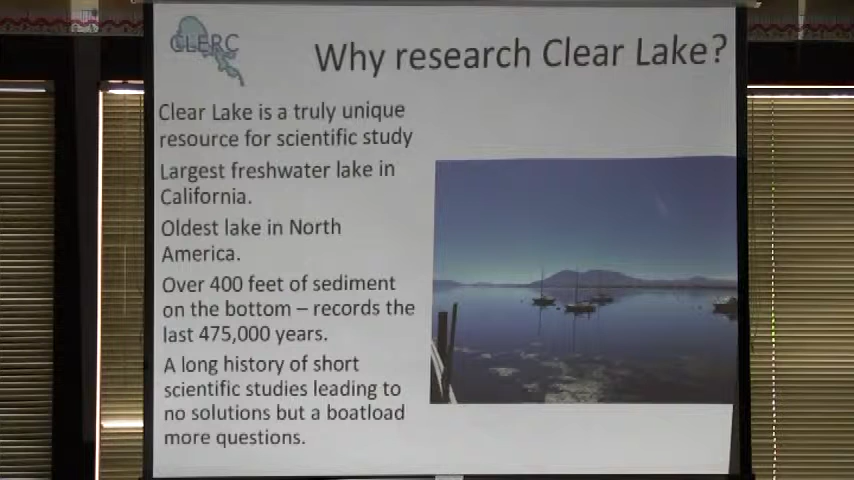 CLERC
Why research Clear Lake?
Clear Lake is a truly unique
resource for scientific study
Largest freshwater lake in
California.
Oldest lake in North
America.
Over 400 feet of sediment
on the bottom – records the
last 475,000 years.
A long history of short
scientific studies leading to
no solutions but a boatload
more questions.